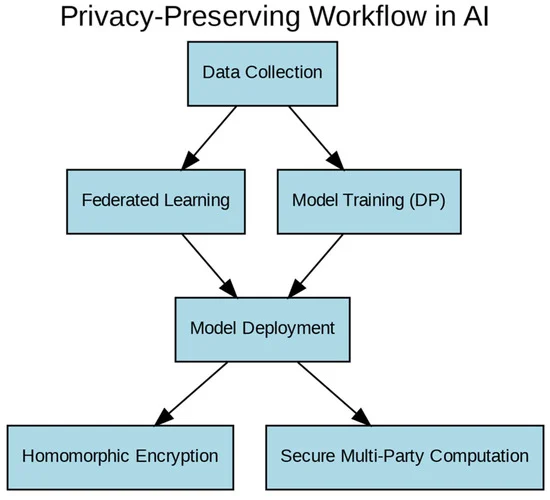 Privacy-Preserving Workflow in AI
Data Collection
Federated Learning
Model Training (DP)
Model Deployment
Homomorphic Encryption
Secure Multi-Party Computation